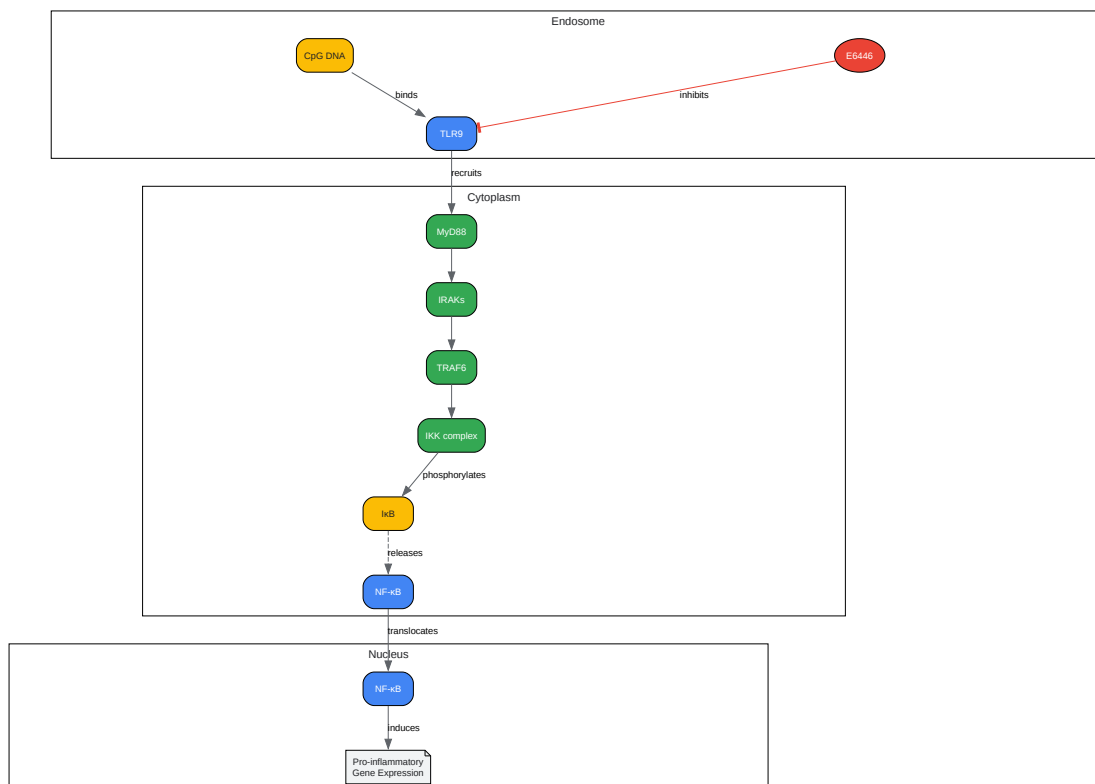 Endosome
CpG DNA
E6446
binds
inhibits
TLR9
recruits
Cytoplasm
MyD88
IRAKs
TRAF6
IKK complex
phosphorylates
IκB
releases
NF-κB
translocates
Nucleus
NF-κB
induces
Pro-inflammatory
Gene Expression